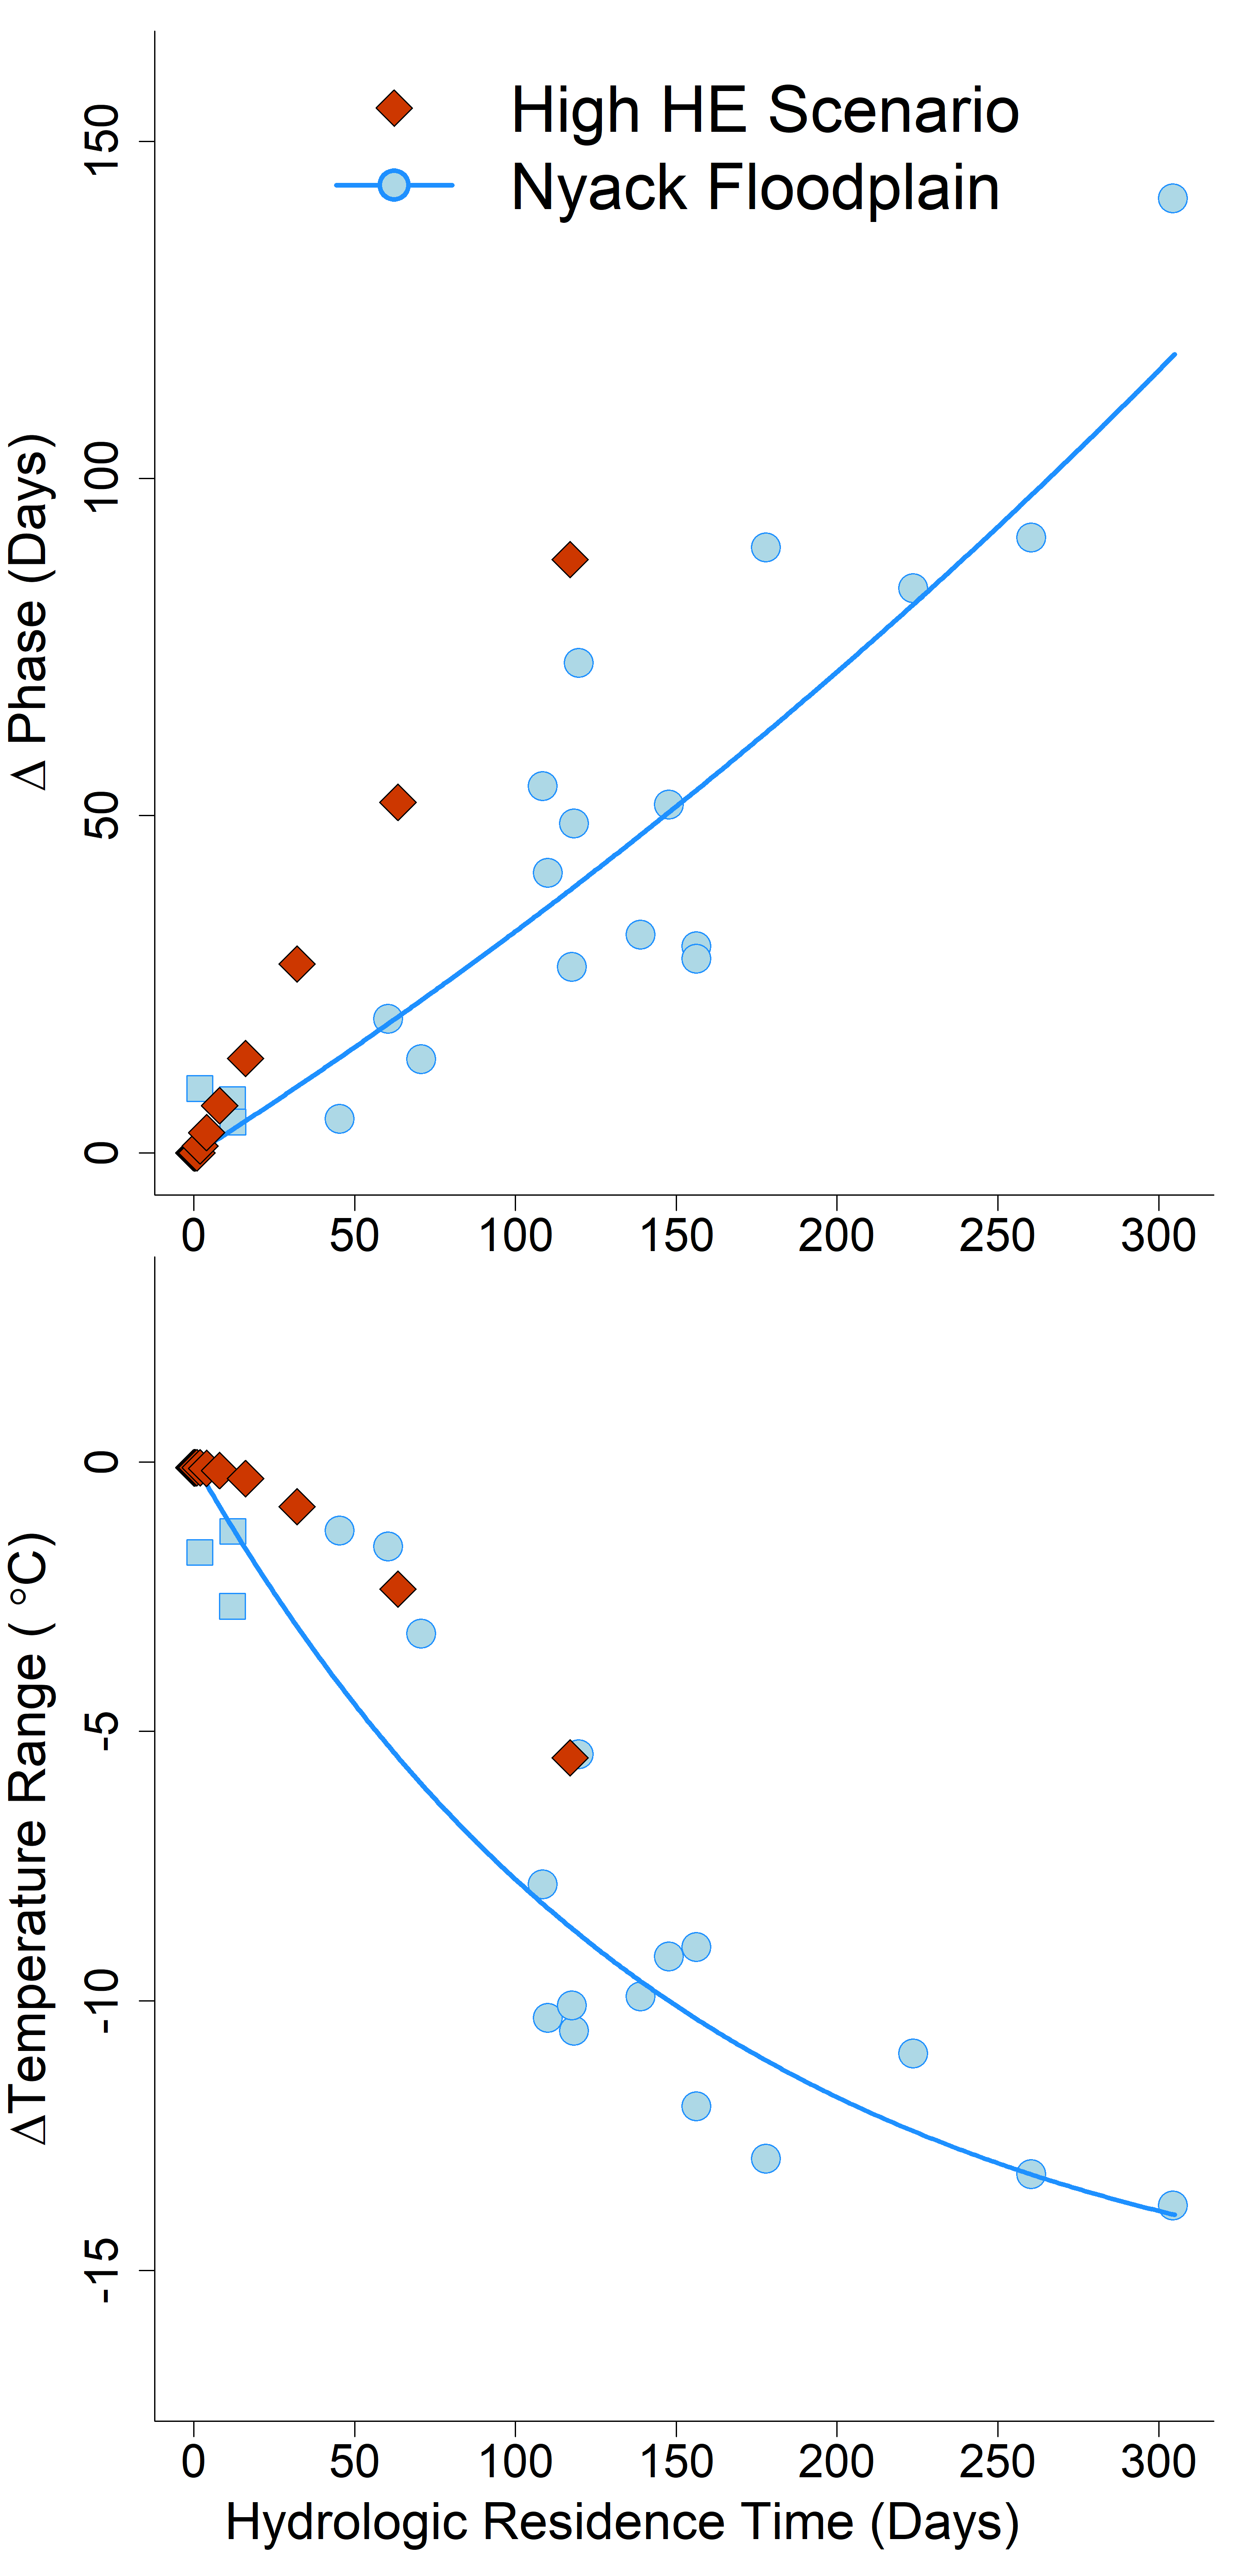 High HE Scenario
Nyack Floodplain
Δ Phase (Days)
150
100
50
0
0 50 100 150 200 250 300
ΔTemperature Range ( °C)
0
-5
-10
-15
0 50 100 150 200 250 300
Hydrologic Residence Time (Days)